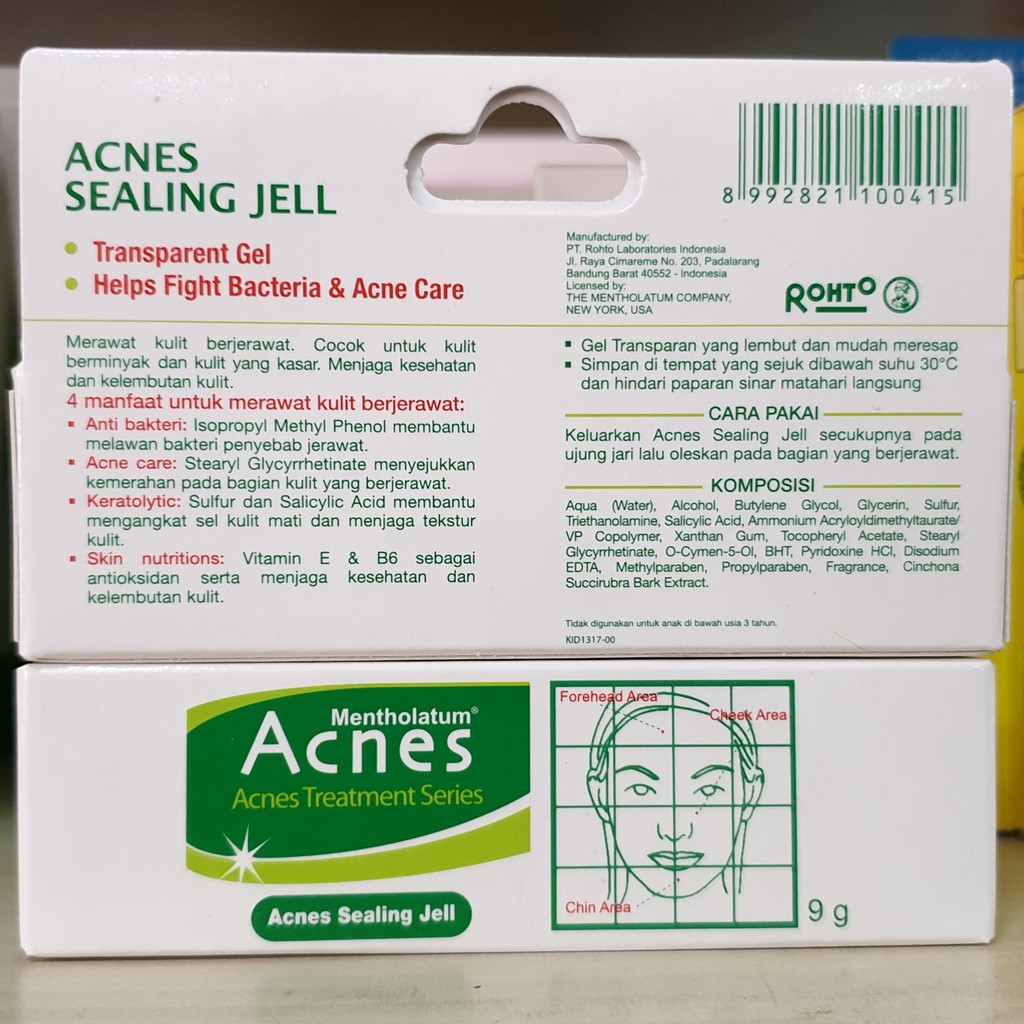 ACNES
SEALING JELL
Transparent Gel
Helps Fight Bacteria & Acne Care
8 992821 100415
Manufactured by:
PT. Rohto Laboratories Indonesia
Jl. Raya Cimareme No. 203, Padalarang
Bandung Barat 40552 - Indonesia
Licensed by:
THE MENTHOLATUM COMPANY,
NEW YORK, USA
ROHTO
Merawat kulit berjerawat. Cocok untuk kulit
berminyak dan kulit yang kasar. Menjaga kesehatan
dan kelembutan kulit.
4 manfaat untuk merawat kulit berjerawat:
Anti bakteri: Isopropyl Methyl Phenol membantu
melawan bakteri penyebab jerawat.
Acne care: Stearyl Glycyrrhetinate menyejukkan
kemerahan pada bagian kulit yang berjerawat.
Keratolytic: Sulfur dan Salicylic Acid membantu
mengangkat sel kulit mati dan menjaga tekstur
kulit.
Skin nutritions: Vitamin E & B6 sebagai
antioksidan serta menjaga kesehatan dan
kelembutan kulit.
Gel Transparan yang lembut dan mudah meresap
Simpan di tempat yang sejuk dibawah suhu 30°C
dan hindari paparan sinar matahari langsung
CARA PAKAI
Keluarkan Acnes Sealing Jell secukupnya pada
ujung jari lalu oleskan pada bagian yang berjerawat.
KOMPOSISI
Aqua (Water), Alcohol, Butylene Glycol, Glycerin, Sulfur,
Triethanolamine, Salicylic Acid, Ammonium Acryloyldimethyltaurate/
VP Copolymer, Xanthan Gum, Tocopheryl Acetate, Stearyl
Glycyrrhetinate, O-Cymen-5-Ol, BHT, Pyridoxine HCl, Disodium
EDTA, Methylparaben, Propylparaben, Fragrance, Cinchona
Succirubra Bark Extract.
Tidak digunakan untuk anak di bawah usia 3 tahun.
KID1317-00
Mentholatum®
Acnes
Acnes Treatment Series
Acnes Sealing Jell
Forehead Area
Cheek Area
Chin Area
9 g